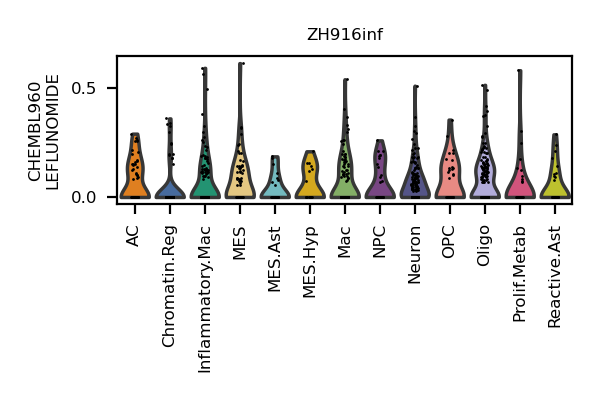 ZH916inf
CHEMBL960
LEFLUNOMIDE
0.5
0.0
AC
Chromatin.Reg
Inflammatory.Mac
MES
MES.Ast
MES.Hyp
Mac
NPC
Neuron
OPC
Oligo
Prolif.Metab
Reactive.Ast